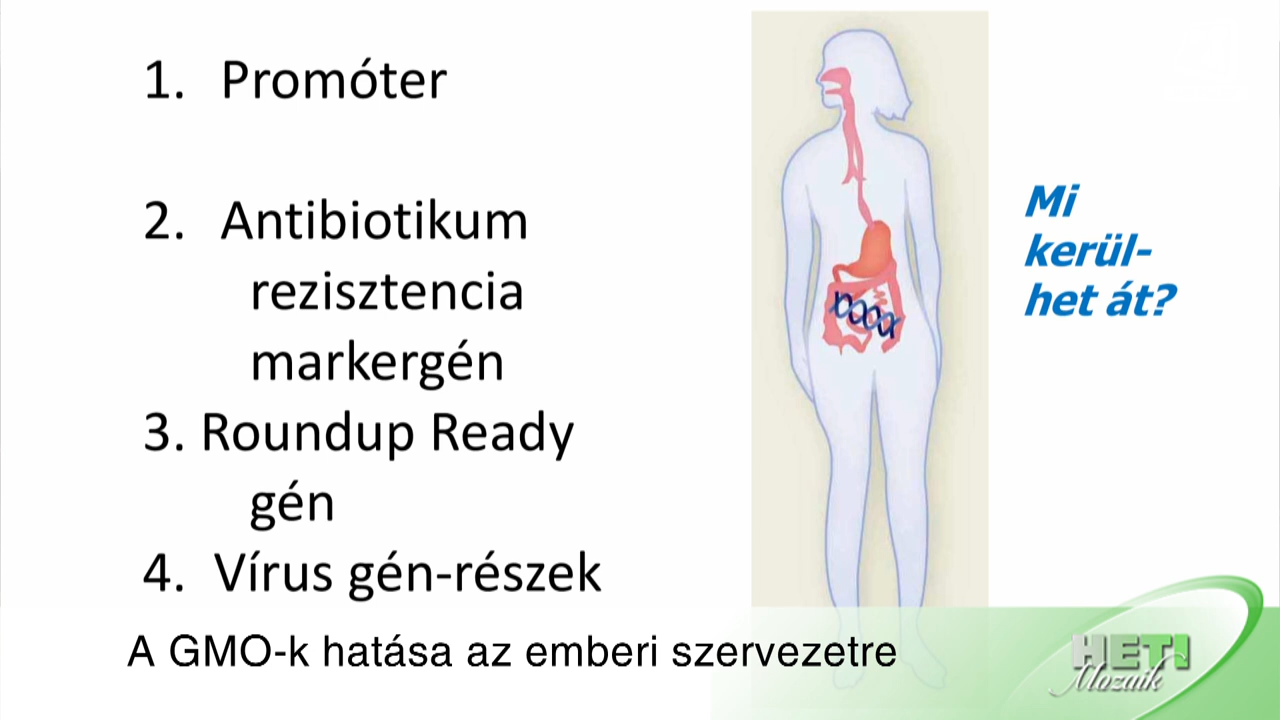 1. Promóter
2. Antibiotikum
rezisztencia
markergén
3. Roundup Ready
gén
4. Vírus gén-részek
Mi
kerül-
het át?
A GMO-k hatása az emberi szervezetre
HETI
Mozaik